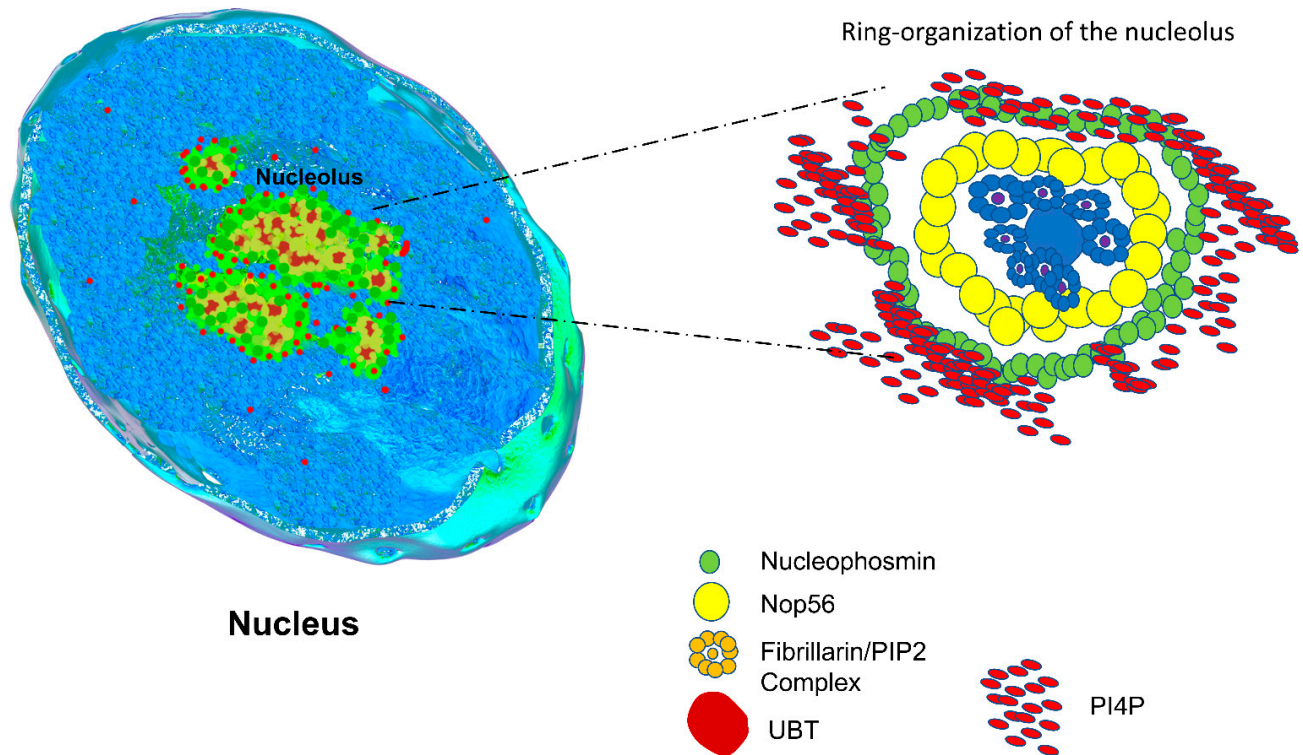 Ring-organization of the nucleolus
Nucleolus
Nucleus
Nucleophosmin
Nop56
Fibrillarin/PIP2
Complex
UBT
PI4P